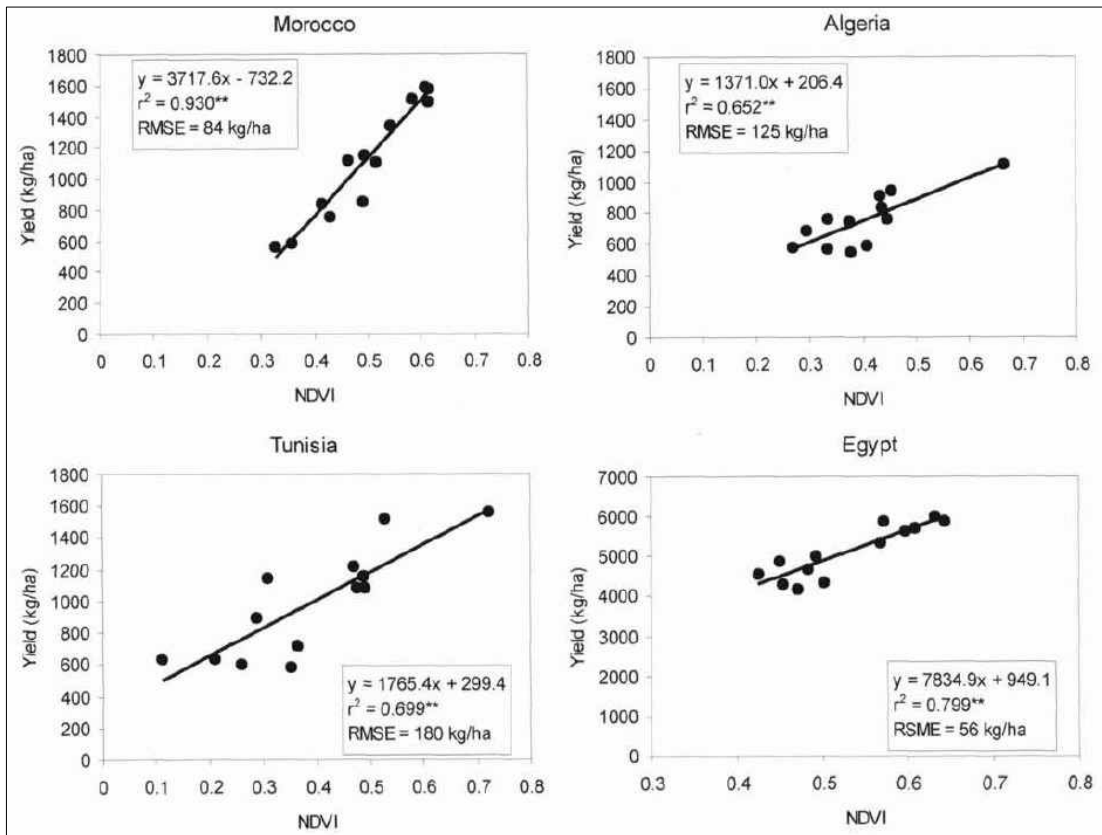 Morocco
1800
1600
1400
1200
1000
800
600
400
200
0
Yield (kg/ha)
y = 3717.6x - 732.2
r² = 0.930**
RMSE = 84 kg/ha
0 0.1 0.2 0.3 0.4 0.5 0.6 0.7 0.8
NDVI
Algeria
1800
1600
1400
1200
1000
800
600
400
200
0
Yield (kg/ha)
y = 1371.0x + 206.4
r² = 0.652**
RMSE = 125 kg/ha
0 0.1 0.2 0.3 0.4 0.5 0.6 0.7 0.8
NDVI
Tunisia
1800
1600
1400
1200
1000
800
600
400
200
0
Yield (kg/ha)
y = 1765.4x + 299.4
r² = 0.699**
RMSE = 180 kg/ha
0 0.1 0.2 0.3 0.4 0.5 0.6 0.7 0.8
NDVI
Egypt
7000
6000
5000
4000
3000
2000
1000
0
Yield (kg/ha)
y = 7834.9x + 949.1
r² = 0.799**
RSME = 56 kg/ha
0.3 0.4 0.5 0.6 0.7 0.8
NDVI